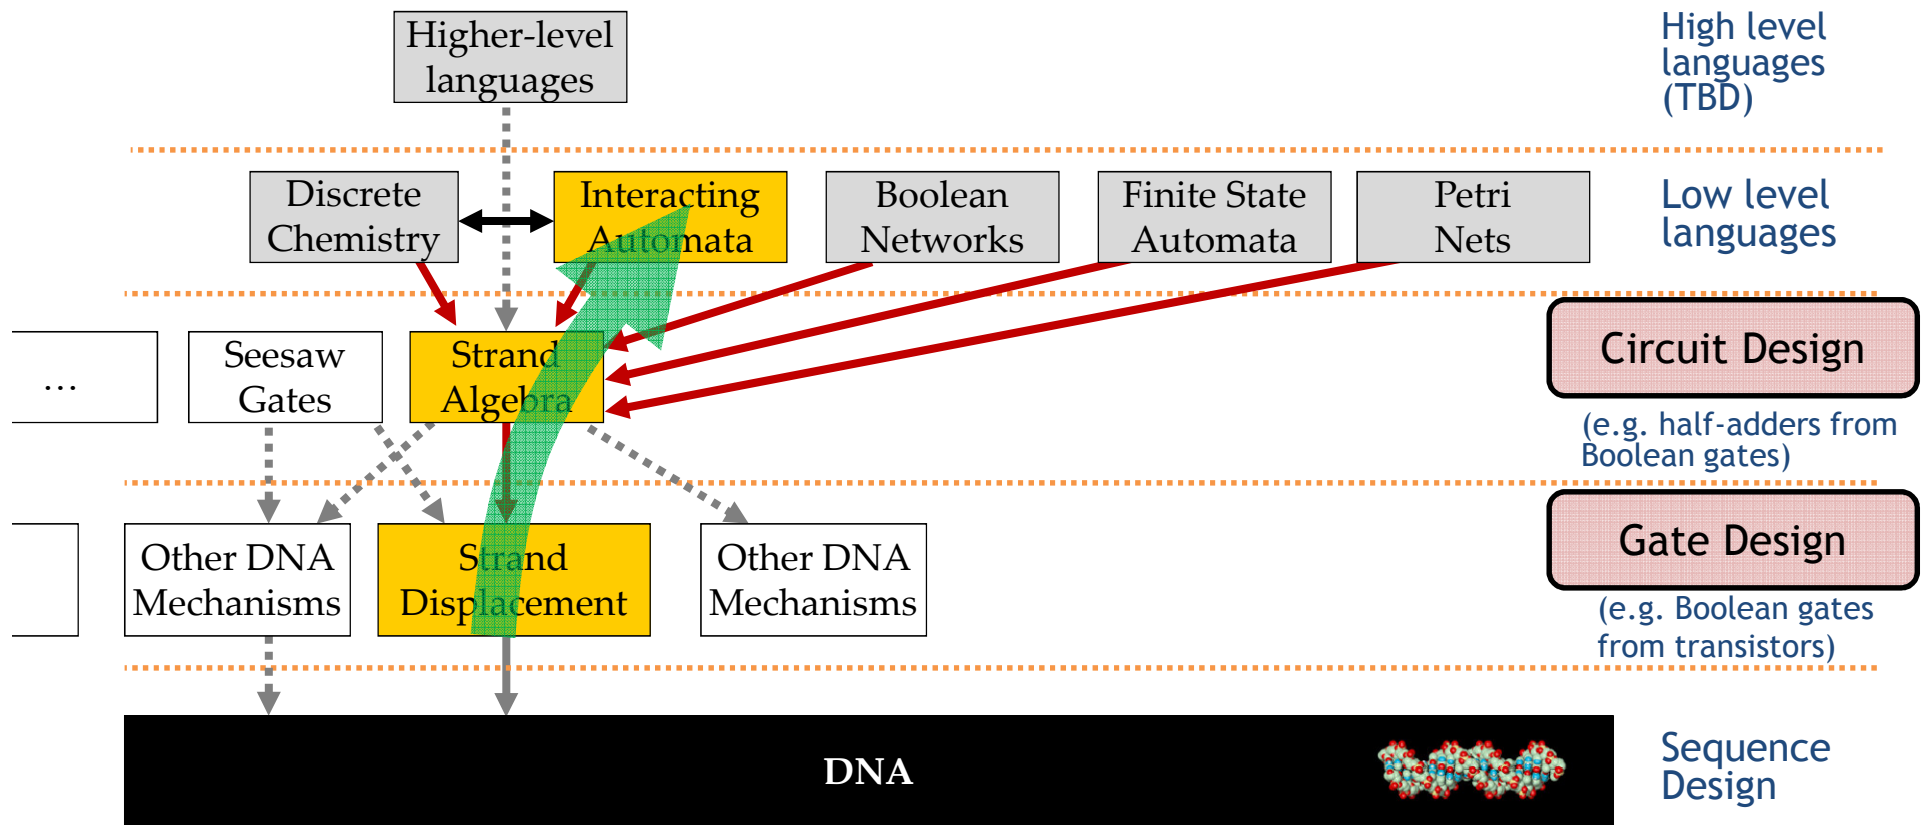 Higher-level
languages
High level
languages
(TBD)
Discrete
Chemistry
Interacting
Automata
Boolean
Networks
Finite State
Automata
Petri
Nets
Low level
languages
...
Seesaw
Gates
Strand
Algebra
Circuit Design
(e.g. half-adders from
Boolean gates)
Other DNA
Mechanisms
Strand
Displacement
Other DNA
Mechanisms
Gate Design
(e.g. Boolean gates
from transistors)
DNA
Sequence
Design